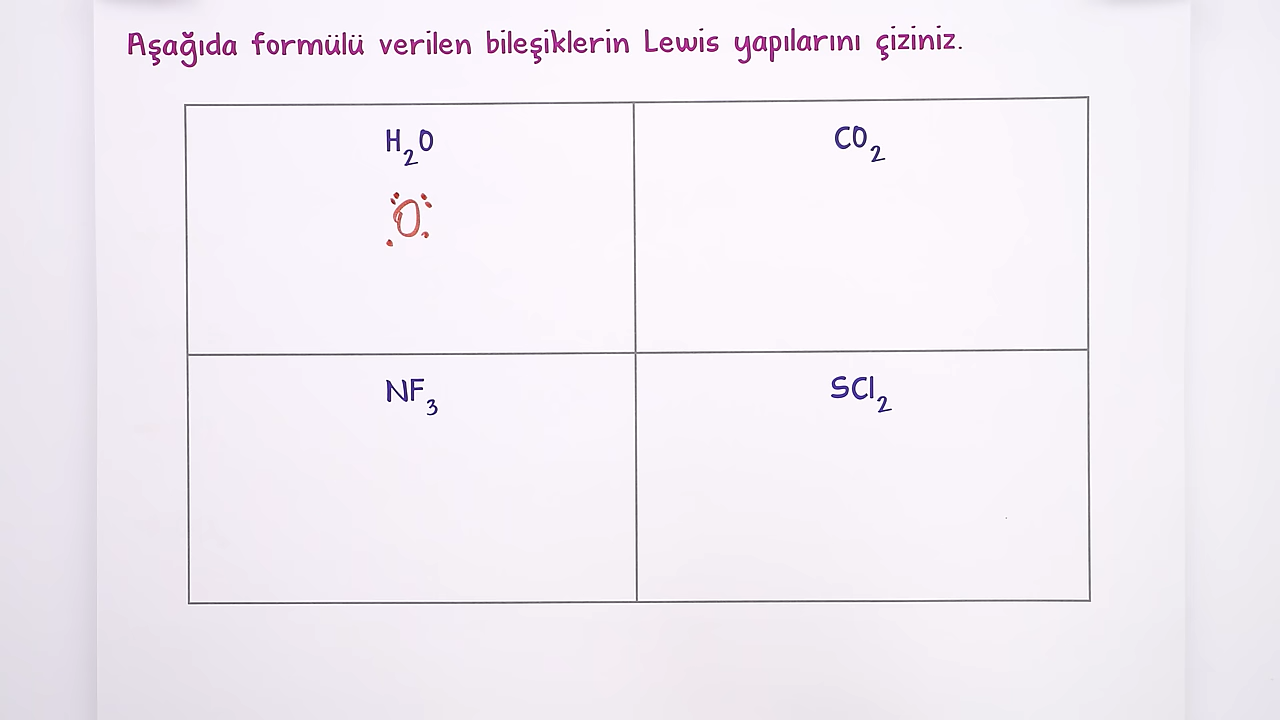 Aşağıda formülü verilen bileşiklerin Lewis yapılarını çiziniz.
H₂O
CO₂
O
NF₃
SCl₂